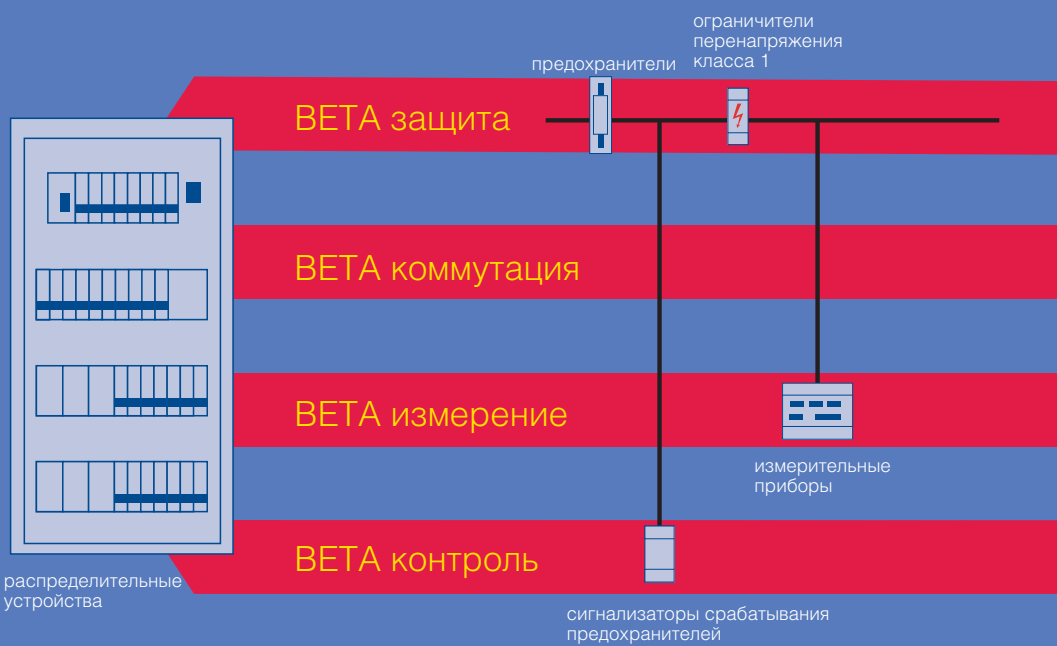 ограничители
перенапряжения
класса 1
предохранители
BETA защита
BETA коммутация
BETA измерение
измерительные
приборы
BETA контроль
распределительные
устройства
сигнализаторы срабатывания
предохранителей